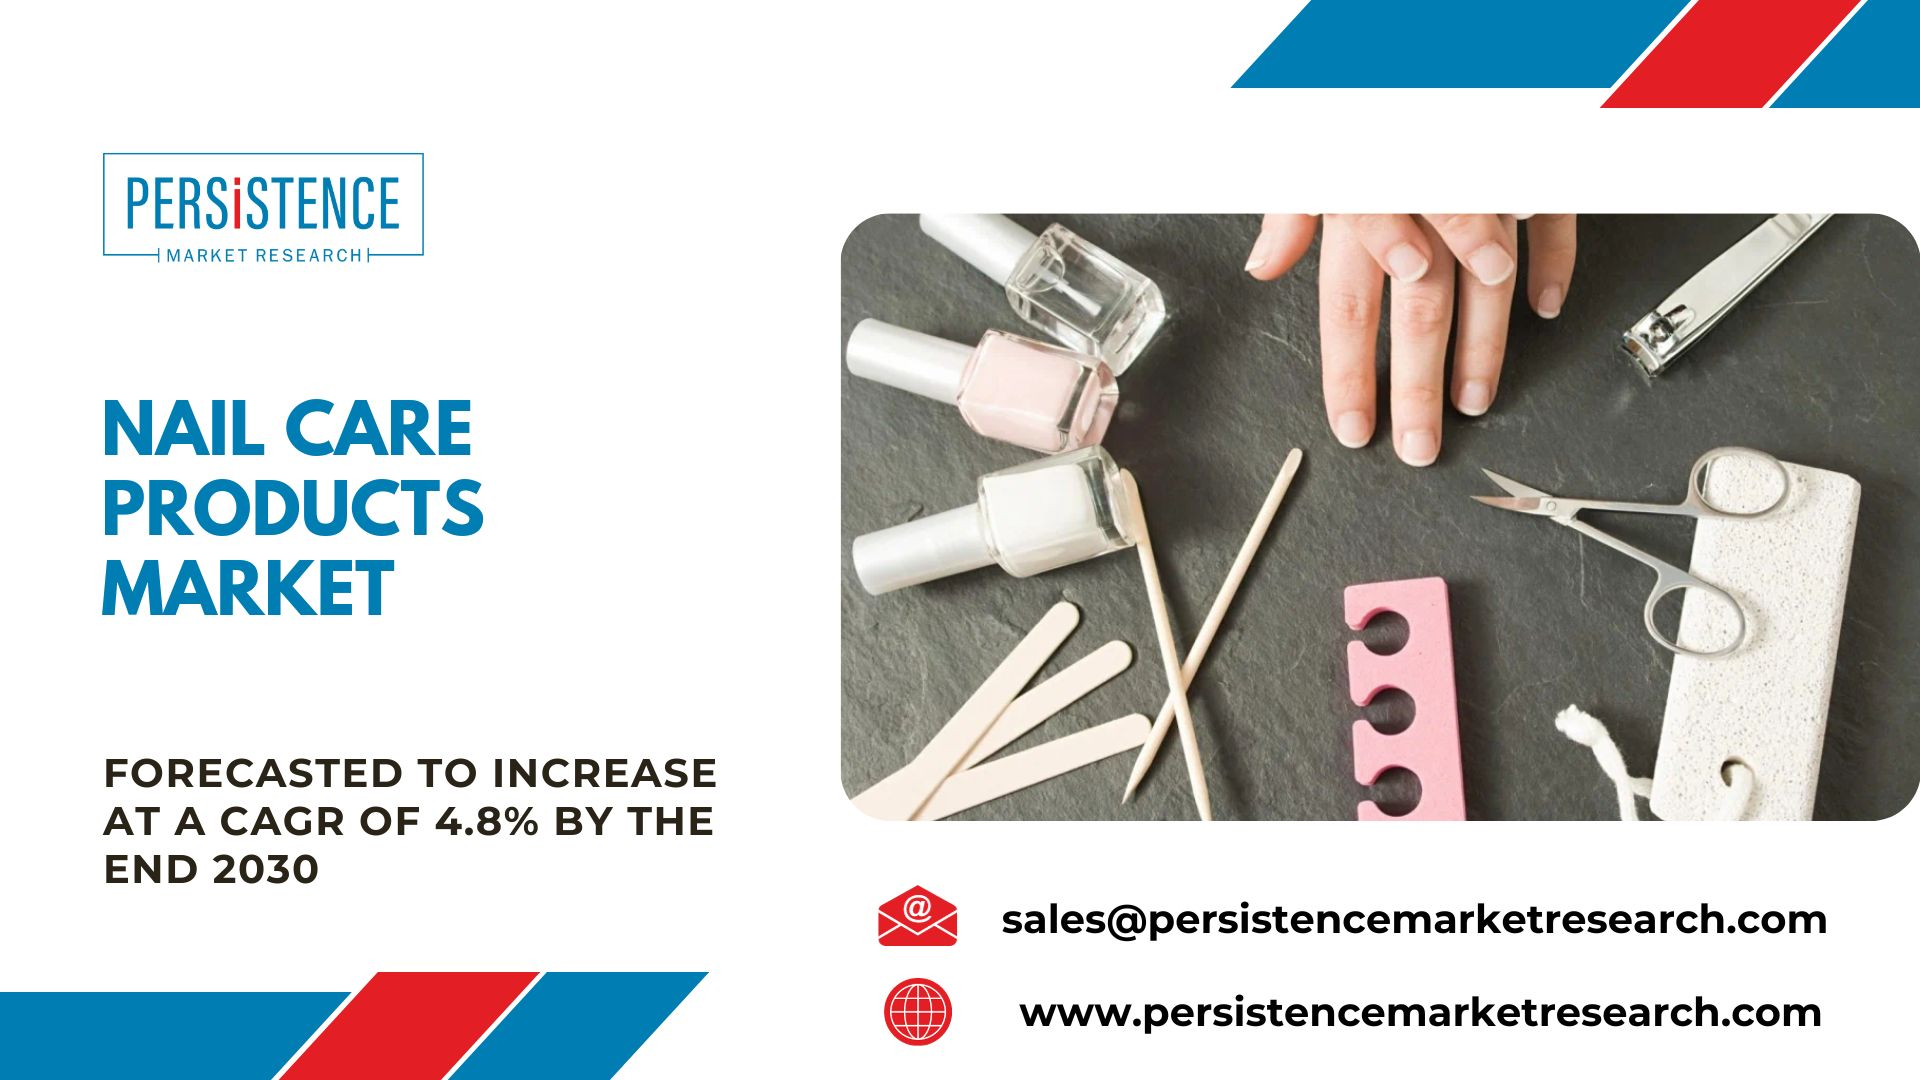 PERSiSTENCE
MARKET RESEARCH
NAIL CARE
PRODUCTS
MARKET
FORECASTED TO INCREASE
AT A CAGR OF 4.8% BY THE
END 2030
@
sales@persistencemarketresearch.com
www.persistencemarketresearch.com